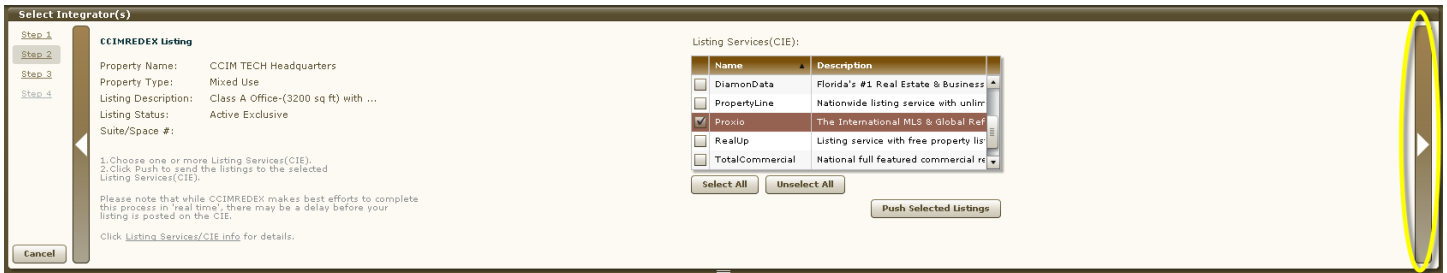 Select Integrator(s)
Step 1
Step 2
Step 3
Step 4
Cancel
CCIMREDEX Listing
Property Name: CCIM TECH Headquarters
Property Type: Mixed Use
Listing Description: Class A Office-(3200 sq ft) with ...
Listing Status: Active Exclusive
Suite/Space #:
1.Choose one or more Listing Services(CIE).
2.Click Push to send the listings to the selected
Listing Services(CIE).
Please note that while CCIMREDEX makes best efforts to complete
this process in 'real time', there may be a delay before your
listing is posted on the CIE.
Click Listing Services/CIE info for details.
Listing Services(CIE):
Name Description
DiamonData Florida's #1 Real Estate & Business
PropertyLine Nationwide listing service with unlim
Proxio The International MLS & Global Ref
RealUp Listing service with free property lis
TotalCommercial National full featured commercial re
Select All Unselect All
Push Selected Listings